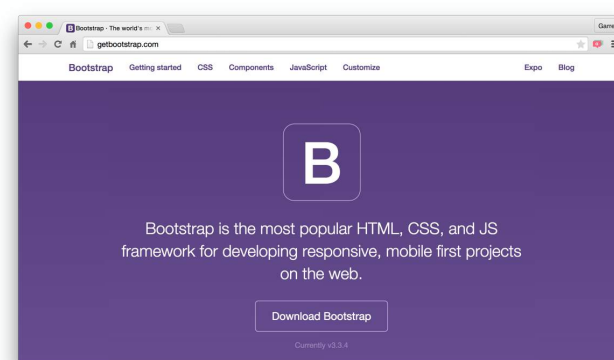 Bootstrap · The world's mo
Game
getbootstrap.com
Bootstrap Getting started CSS Components JavaScript Customize Expo Blog
B
Bootstrap is the most popular HTML, CSS, and JS
framework for developing responsive, mobile first projects
on the web.
Download Bootstrap
Currently v3.3.4